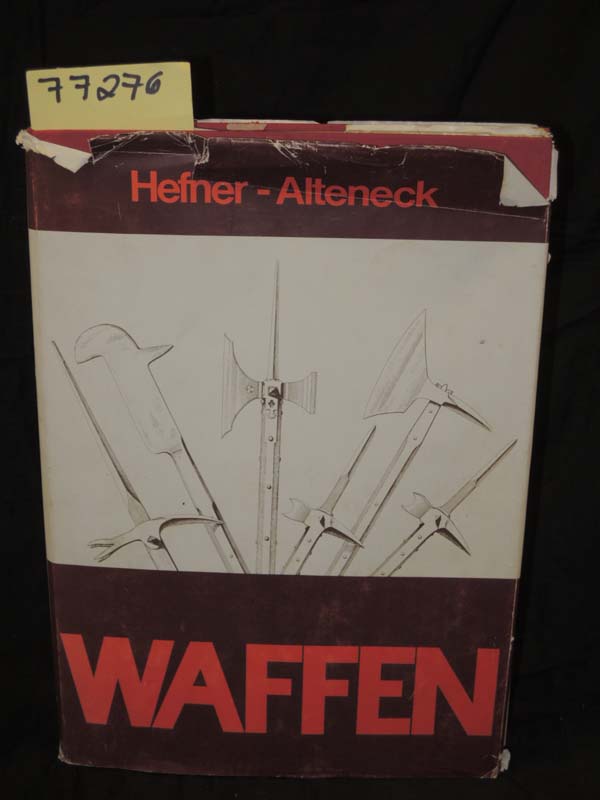 77276
Hefner - Alteneck
WAFFEN